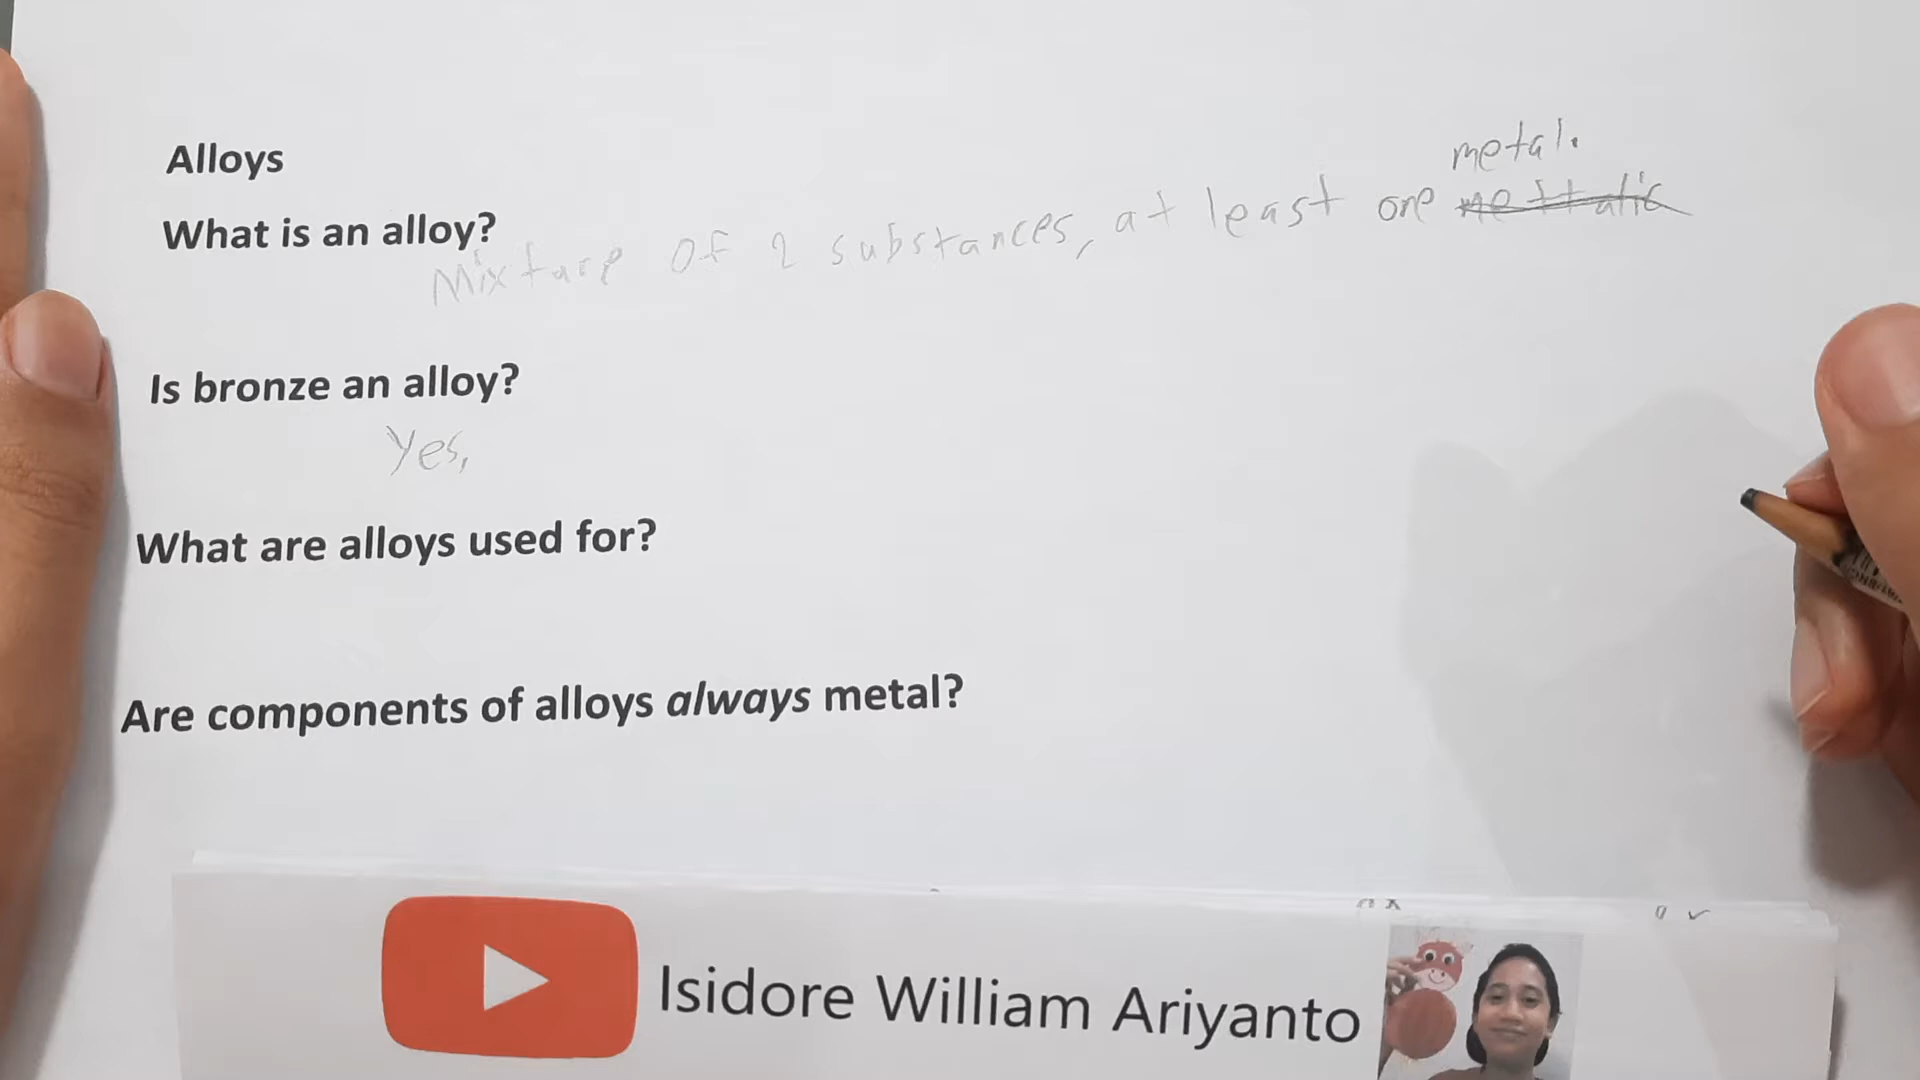 Alloys
metal.
What is an alloy?
Mixture of 2 substances, at least one mettalic
Is bronze an alloy?
Yes,
What are alloys used for?
Are components of alloys always metal?
Isidore William Ariyanto